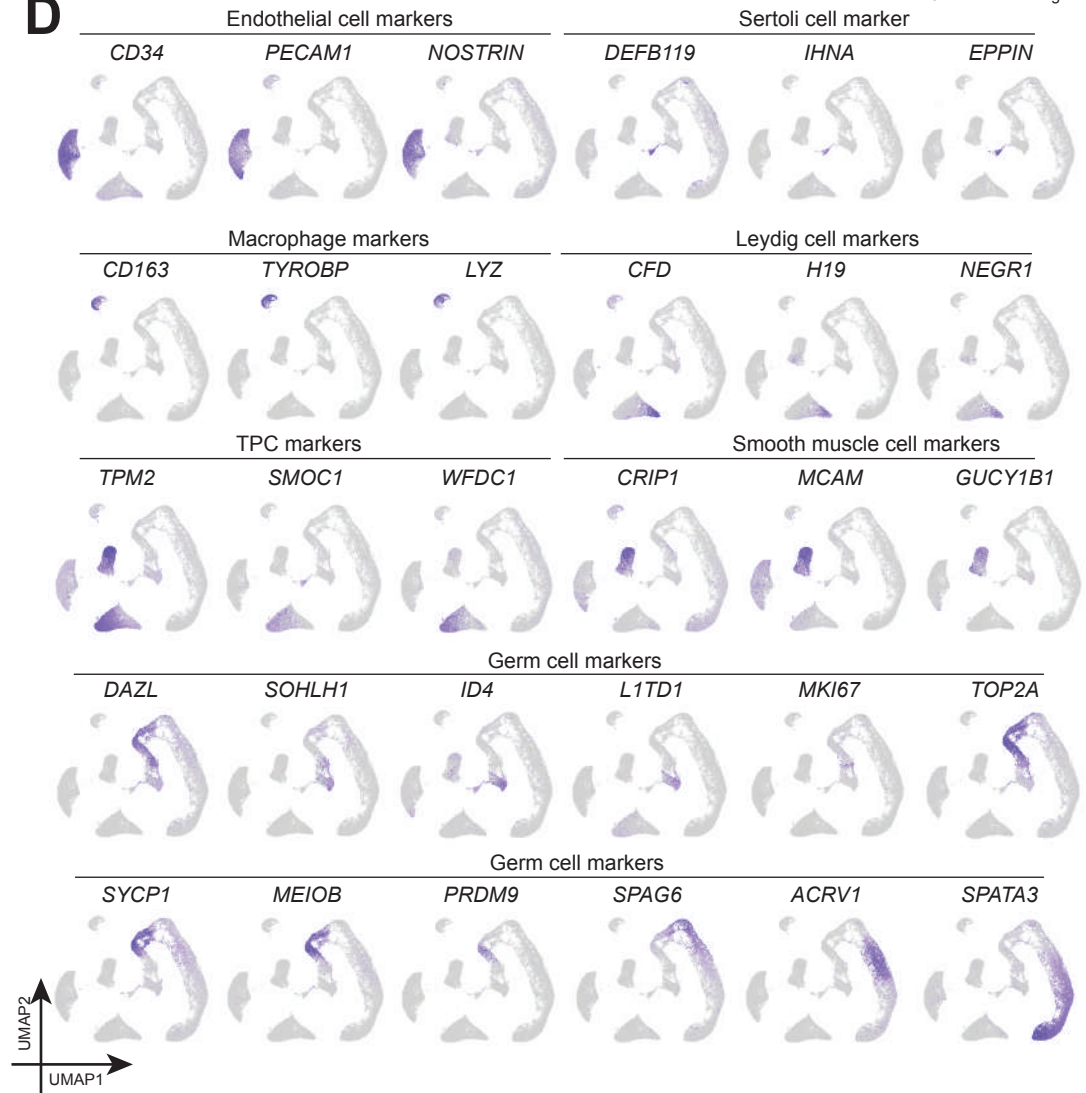 D
Endothelial cell markers Sertoli cell marker
CD34 PECAM1 NOSTRIN DEFB119 IHNA EPPIN
Macrophage markers Leydig cell markers
CD163 TYROBP LYZ CFD H19 NEGR1
TPC markers Smooth muscle cell markers
TPM2 SMOC1 WFDC1 CRIP1 MCAM GUCY1B1
Germ cell markers
DAZL SOHLH1 ID4 L1TD1 MKI67 TOP2A
Germ cell markers
SYCP1 MEIOB PRDM9 SPAG6 ACRV1 SPATA3
UMAP2
UMAP1